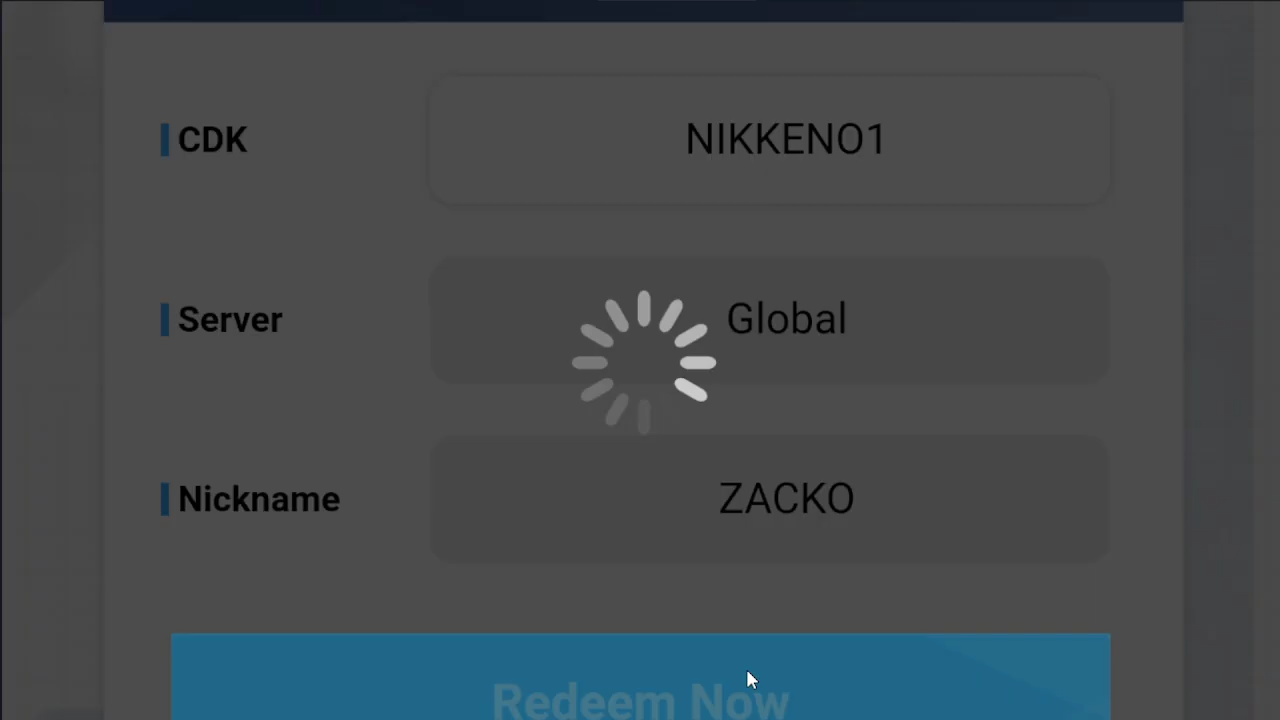 CDK
NIKKENO1
Server
Global
Nickname
ZACKO
Redeem Now